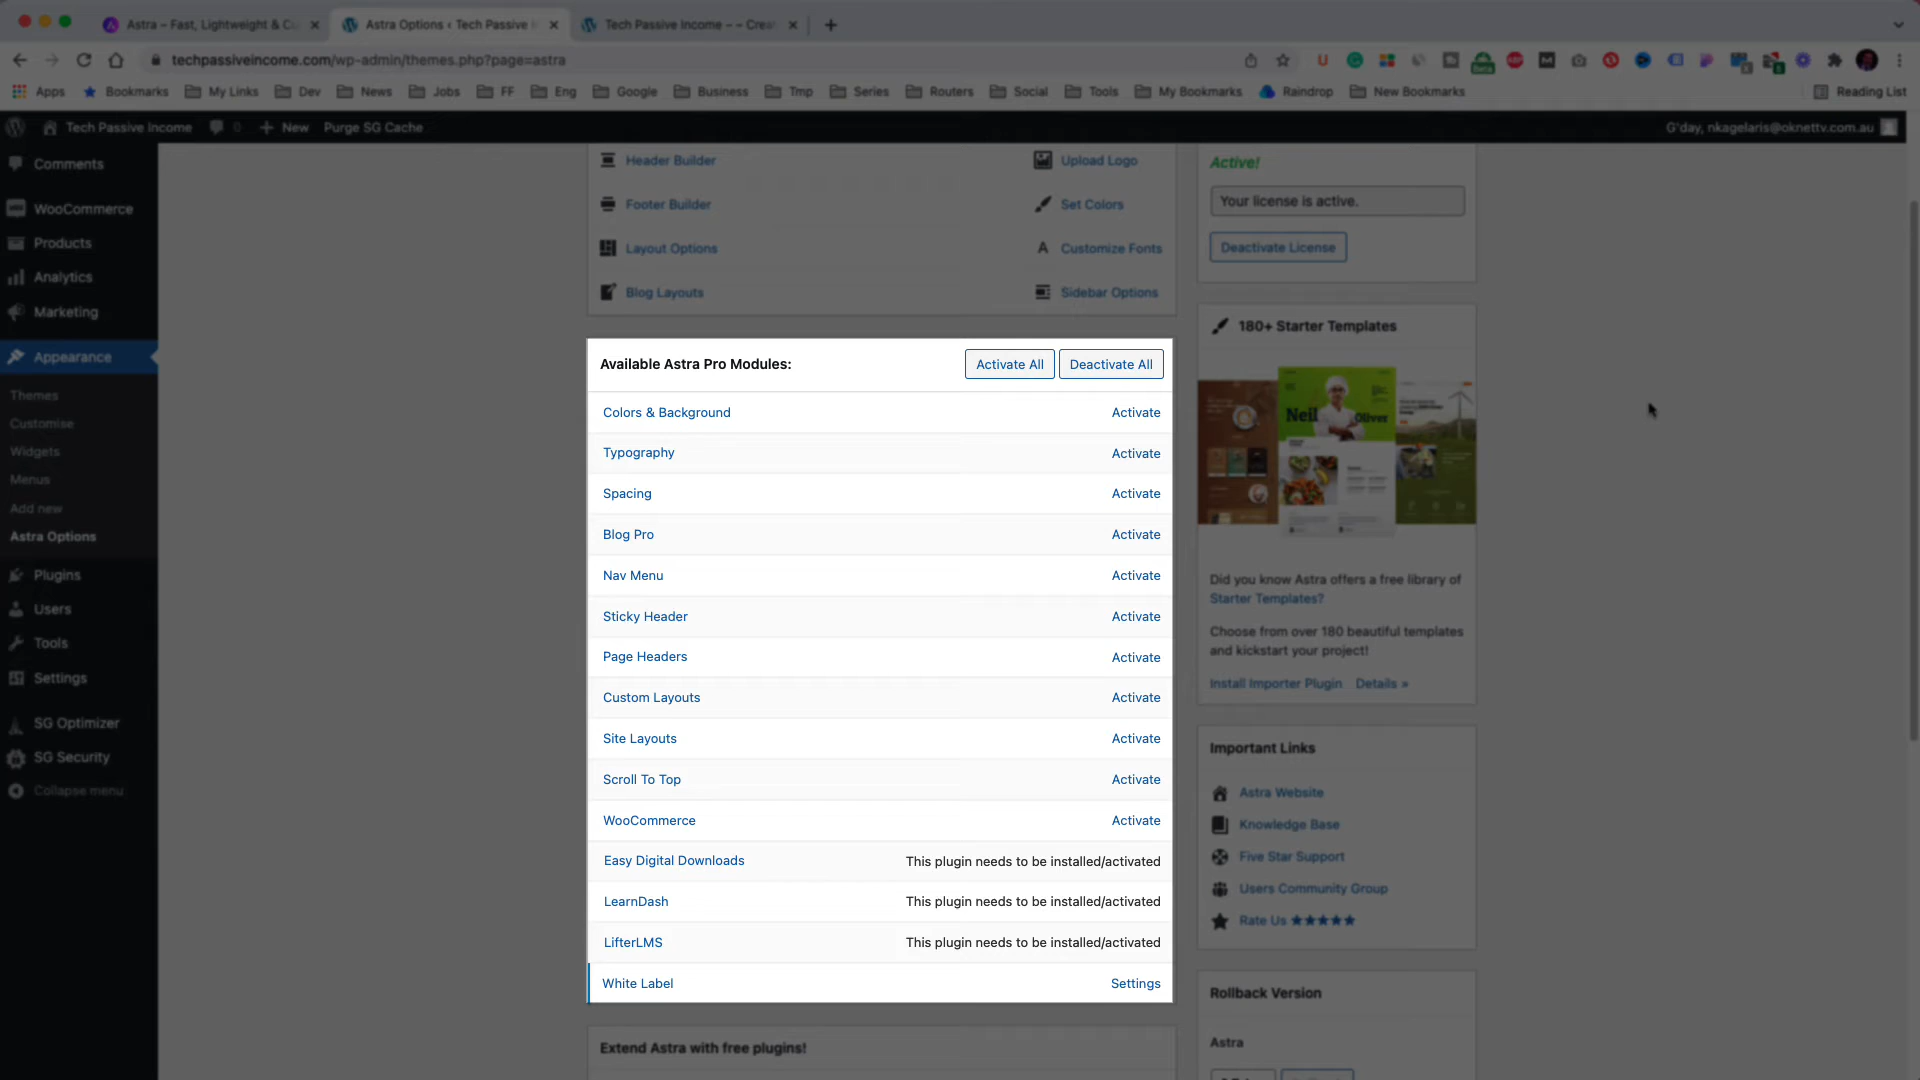 Astra – Fast, Lightweight & Cu
Astra Options ‹ Tech Passive I
Tech Passive Income – – Creat
techpassiveincome.com/wp-admin/themes.php?page=astra
Apps
Bookmarks
My Links
Dev
News
Jobs
FF
Eng
Google
Business
Tmp
Series
Routers
Social
Tools
My Bookmarks
Raindrop
New Bookmarks
Reading List
Tech Passive Income
0
New
Purge SG Cache
G'day, nkagelaris@oknettv.com.au
Comments
WooCommerce
Products
Analytics
Marketing
Appearance
Themes
Customise
Widgets
Menus
Add new
Astra Options
Plugins
Users
Tools
Settings
SG Optimizer
SG Security
Collapse menu
Header Builder
Upload Logo
Footer Builder
Set Colors
Layout Options
Customize Fonts
Blog Layouts
Sidebar Options
Available Astra Pro Modules:
Activate All
Deactivate All
Colors & Background Activate
Typography Activate
Spacing Activate
Blog Pro Activate
Nav Menu Activate
Sticky Header Activate
Page Headers Activate
Custom Layouts Activate
Site Layouts Activate
Scroll To Top Activate
WooCommerce Activate
Easy Digital Downloads This plugin needs to be installed/activated
LearnDash This plugin needs to be installed/activated
LifterLMS This plugin needs to be installed/activated
White Label Settings
Extend Astra with free plugins!
Active!
Your license is active.
Deactivate License
180+ Starter Templates
Neil
Oliver
Did you know Astra offers a free library of
Starter Templates?
Choose from over 180 beautiful templates
and kickstart your project!
Install Importer Plugin Details »
Important Links
Astra Website
Knowledge Base
Five Star Support
Users Community Group
Rate Us ★★★★★
Rollback Version
Astra